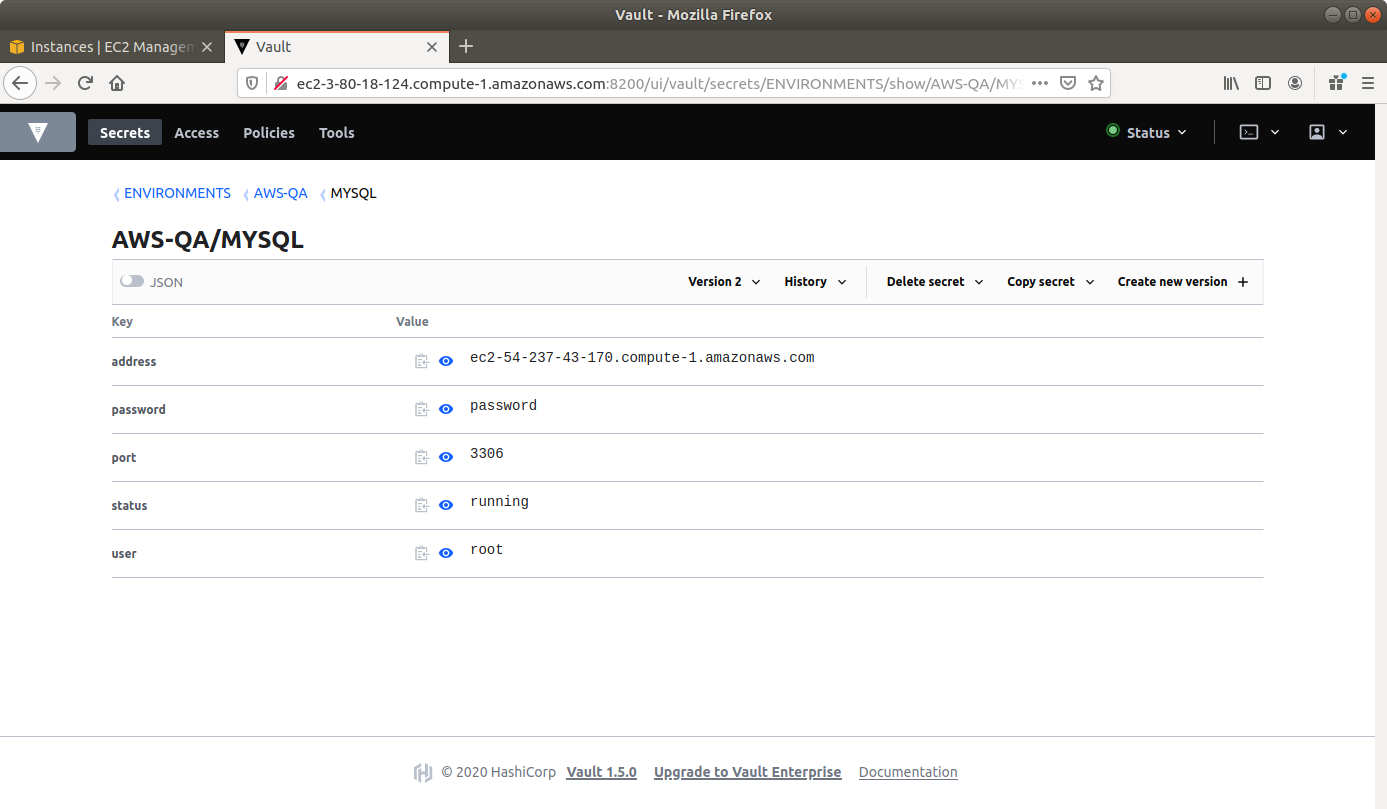 Vault - Mozilla Firefox
Instances | EC2 Managem
Vault
ec2-3-80-18-124.compute-1.amazonaws.com:8200/ui/vault/secrets/ENVIRONMENTS/show/AWS-QA/MYS
Secrets Access Policies Tools Status
ENVIRONMENTS AWS-QA MYSQL
AWS-QA/MYSQL
JSON Version 2 History Delete secret Copy secret Create new version +
Key Value
address ec2-54-237-43-170.compute-1.amazonaws.com
password password
port 3306
status running
user root
© 2020 HashiCorp Vault 1.5.0 Upgrade to Vault Enterprise Documentation